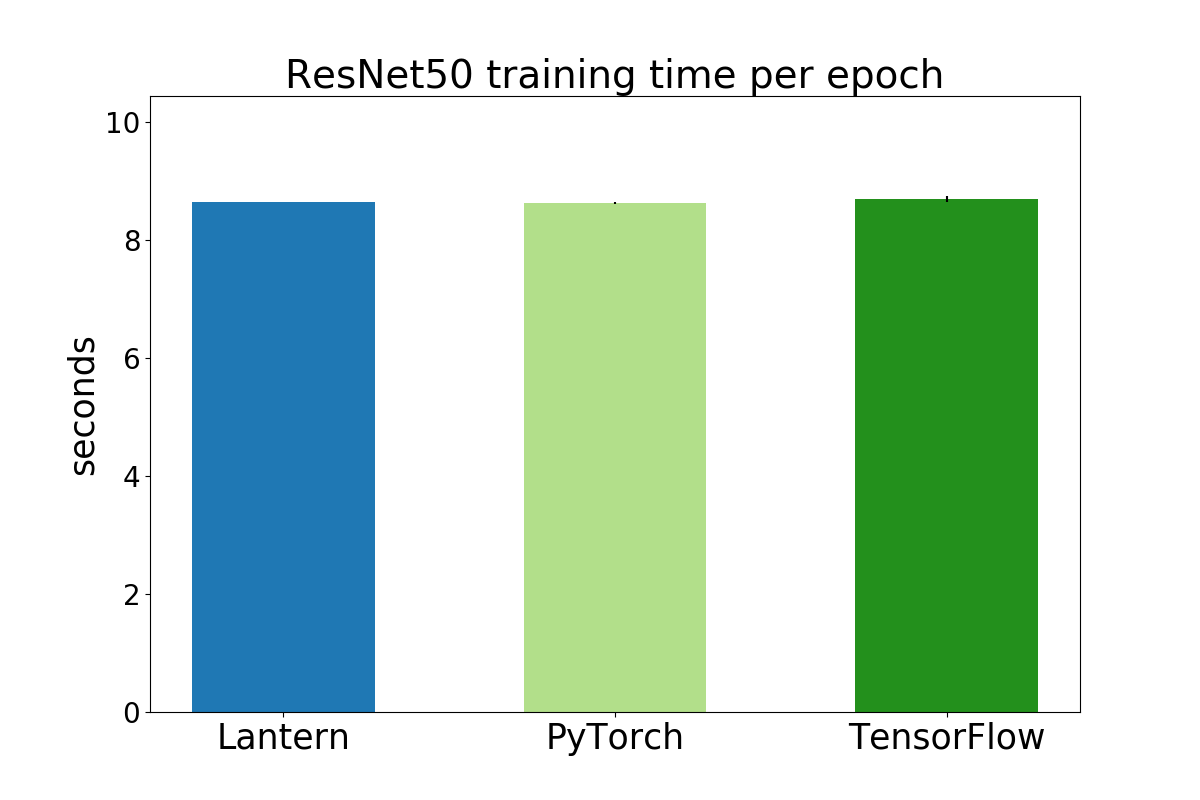 ResNet50 training time per epoch
10
8
6
4
2
0
seconds
Lantern
PyTorch
TensorFlow